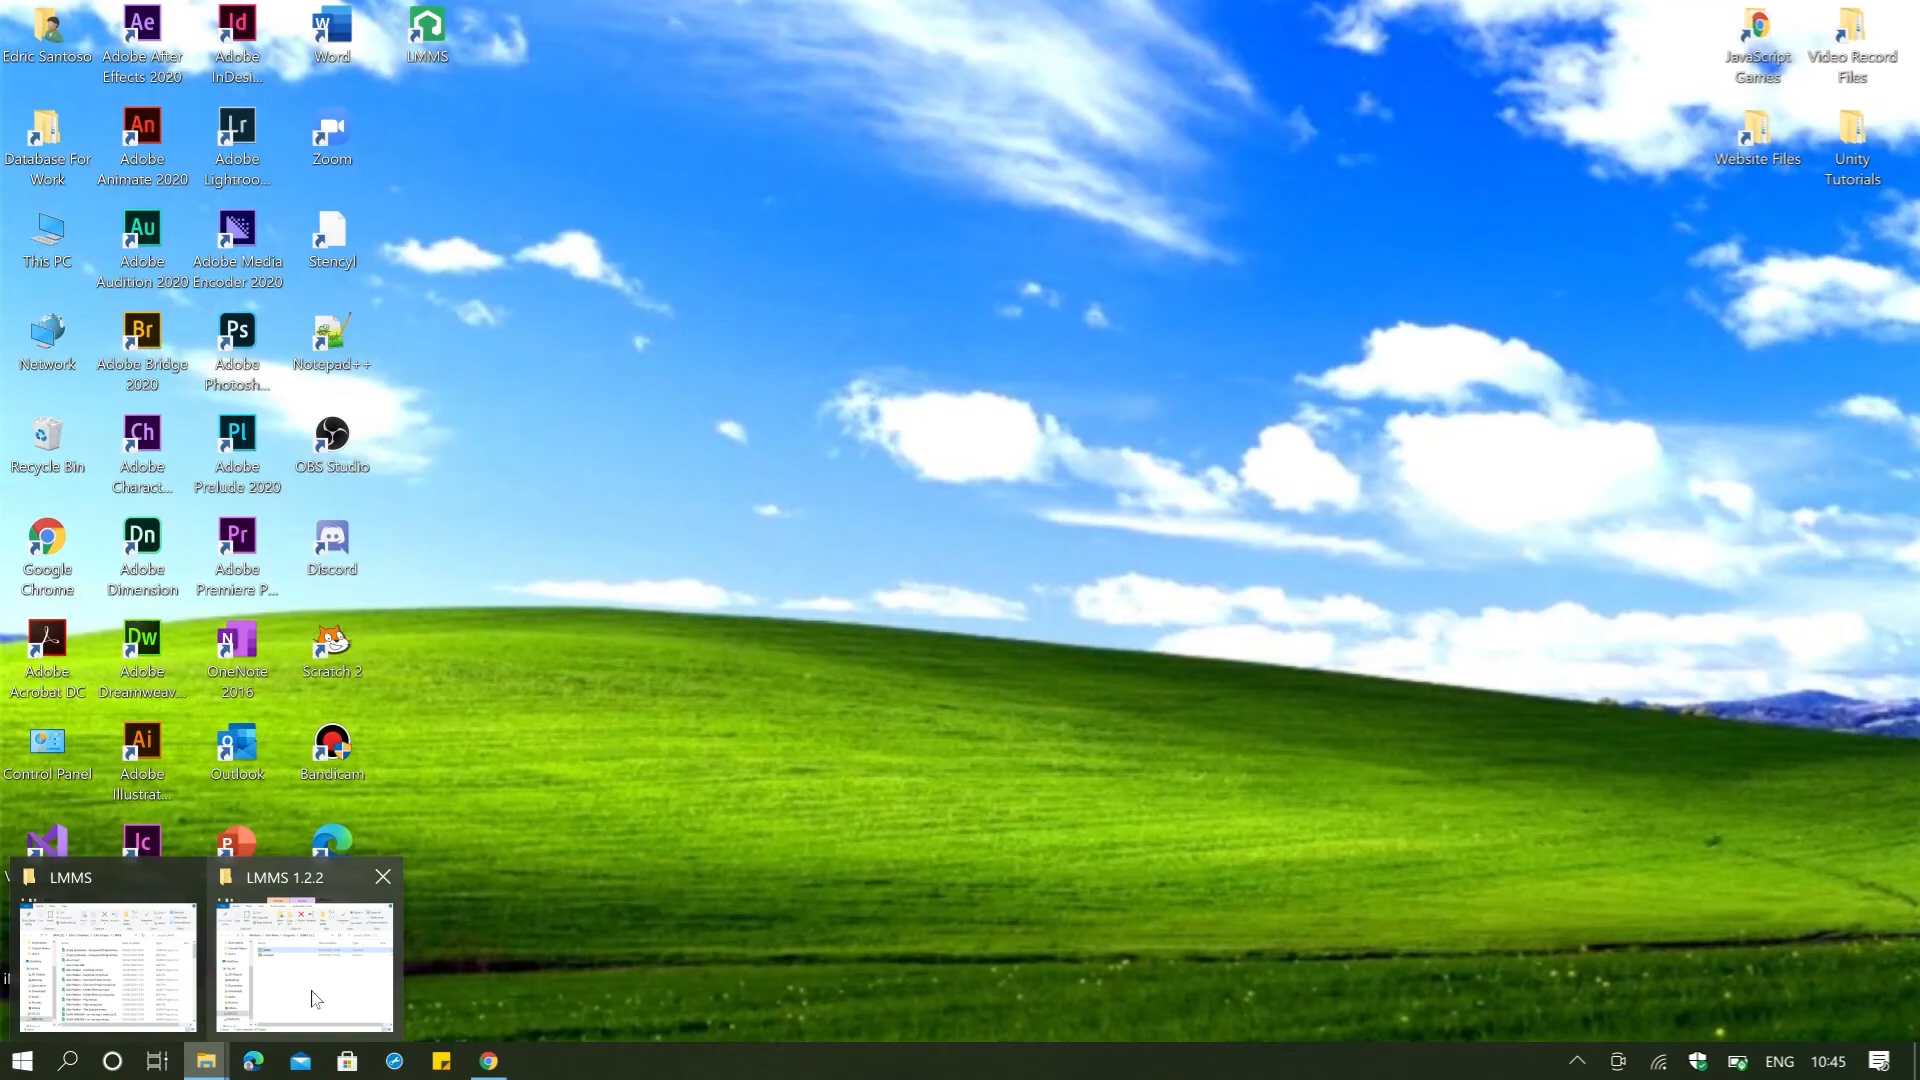 Edric Santoso
Adobe After
Effects 2020
Adobe
InDesi...
Word
LMMS
JavaScript
Games
Video Record
Files
Database For
Work
Adobe
Animate 2020
Adobe
Lightroo...
Zoom
Website Files
Unity
Tutorials
This PC
Adobe
Audition 2020
Adobe Media
Encoder 2020
Stencyl
Network
Adobe Bridge
2020
Adobe
Photosh...
Notepad++
Recycle Bin
Adobe
Charact...
Adobe
Prelude 2020
OBS Studio
Google
Chrome
Adobe
Dimension
Adobe
Premiere P...
Discord
Adobe
Acrobat DC
Adobe
Dreamweav...
OneNote
2016
Scratch 2
Control Panel
Adobe
Illustrat...
Outlook
Bandicam
LMMS
LMMS 1.2.2
ENG
10:45